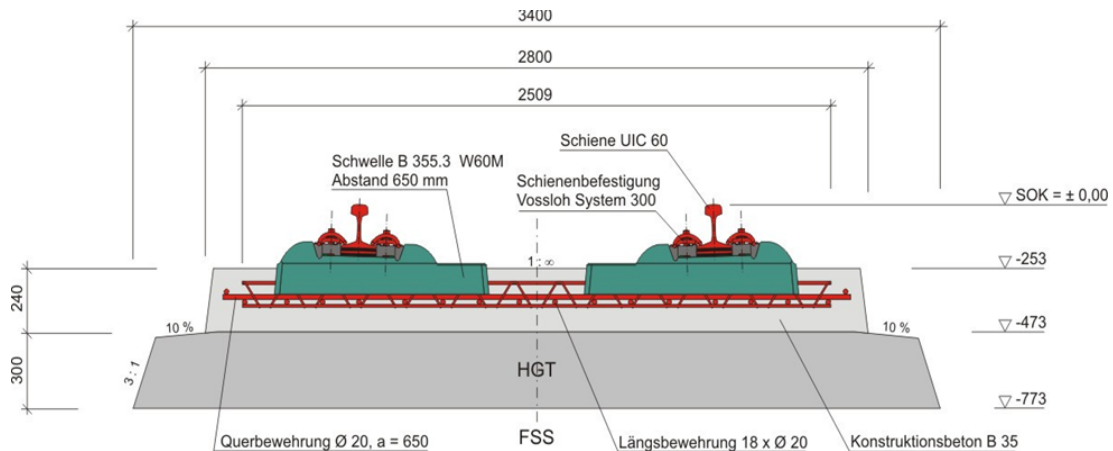 3400
2800
2509
Schiene UIC 60
Schwelle B 355.3 W60M
Abstand 650 mm
Schienenbefestigung
Vossloh System 300
SOK = ± 0,00
1 : ∞
-253
240
10 %
10 %
-473
300
3 : 1
HGT
-773
FSS
Querbewehrung Ø 20, a = 650
Längsbewehrung 18 x Ø 20
Konstruktionsbeton B 35